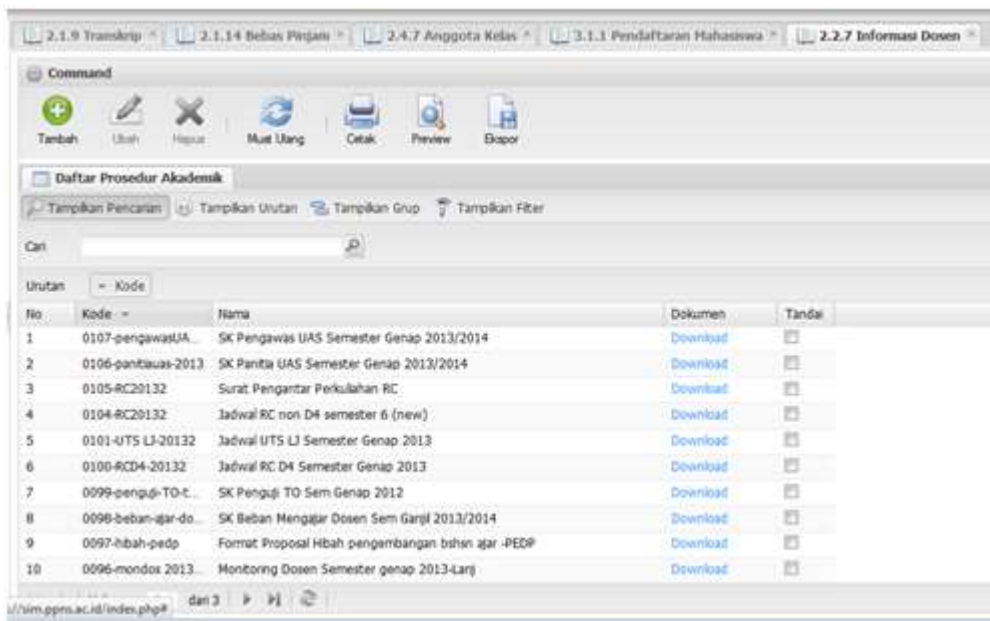 2.1.9 Transkrip 2.1.14 Bebas Pinjam 2.4.7 Anggota Kelas 3.1.1 Pendaftaran Mahasiswa 2.2.7 Informasi Dosen
Command
Tambah Ubah Hapus Muat Ulang Cetak Preview Ekspor
Daftar Prosedur Akademik
Tampilkan Pencarian Tampilkan Urutan Tampilkan Grup Tampilkan Filter
Cari
Urutan Kode
No Kode Nama Dokumen Tandai
1 0107-pengawasUA... SK Pengawas UAS Semester Genap 2013/2014 Download
2 0106-panitiauas-2013 SK Panitia UAS Semester Genap 2013/2014 Download
3 0105-RC20132 Surat Pengantar Perkuliahan RC Download
4 0104-RC20132 Jadwal RC non D4 semester 6 (new) Download
5 0101-UTS LJ-20132 Jadwal UTS LJ Semester Genap 2013 Download
6 0100-RCD4-20132 Jadwal RC D4 Semester Genap 2013 Download
7 0099-penguji-TO-t... SK Penguji TO Sem Genap 2012 Download
8 0098-beban-ajar-do... SK Beban Mengajar Dosen Sem Ganjil 2013/2014 Download
9 0097-hibah-pedp Format Proposal Hibah pengembangan bshsn ajar -PEDP Download
10 0096-mondox 2013... Monitoring Dosen Semester genap 2013-Lanj Download
dari 3
//sim.ppns.ac.id/index.php#